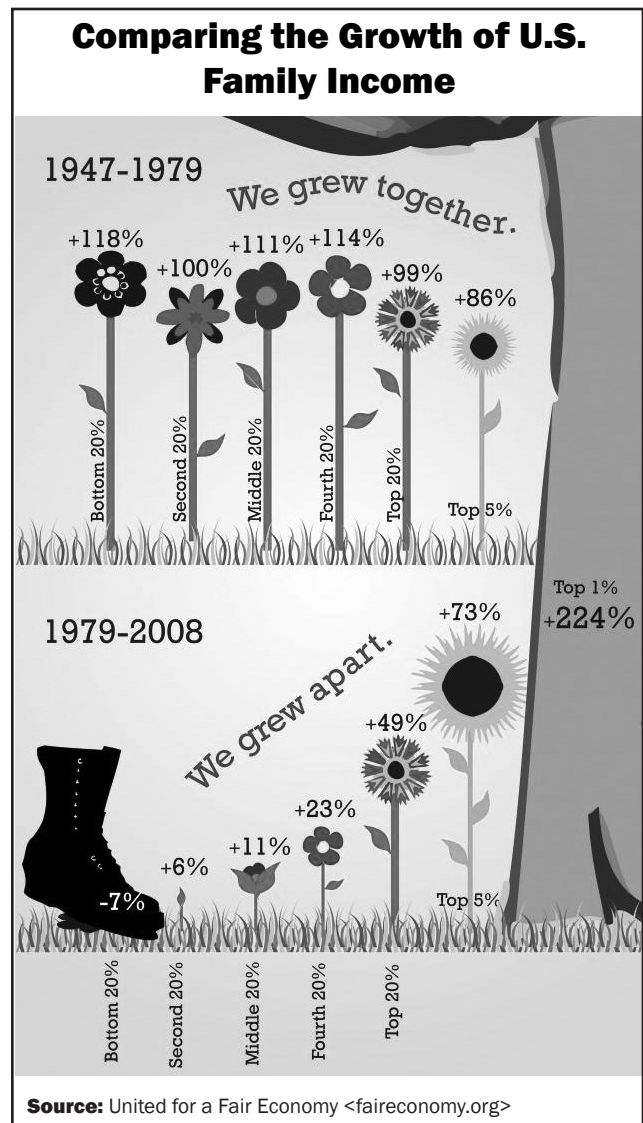 Comparing the Growth of U.S.
Family Income
1947-1979
We grew together.
+118%
+100%
+111%
+114%
+99%
+86%
Bottom 20%
Second 20%
Middle 20%
Fourth 20%
Top 20%
Top 5%
Top 1%
+224%
1979-2008
We grew apart.
-7%
+6%
+11%
+23%
+49%
+73%
Top 5%
Bottom 20%
Second 20%
Middle 20%
Fourth 20%
Top 20%
Source: United for a Fair Economy <faireconomy.org>